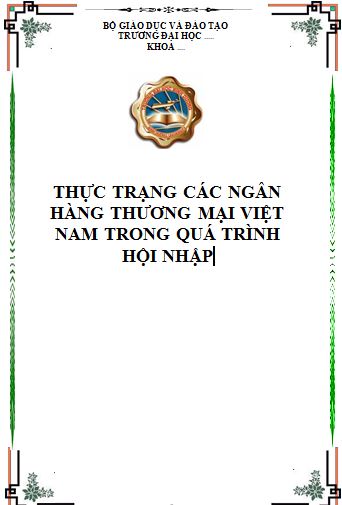 BỘ GIÁO DỤC VÀ ĐÀO TẠO
TRƯỜNG ĐẠI HỌC .....
KHOA ....
THỰC TRẠNG CÁC NGÂN
HÀNG THƯƠNG MẠI VIỆT
NAM TRONG QUÁ TRÌNH
HỘI NHẬP